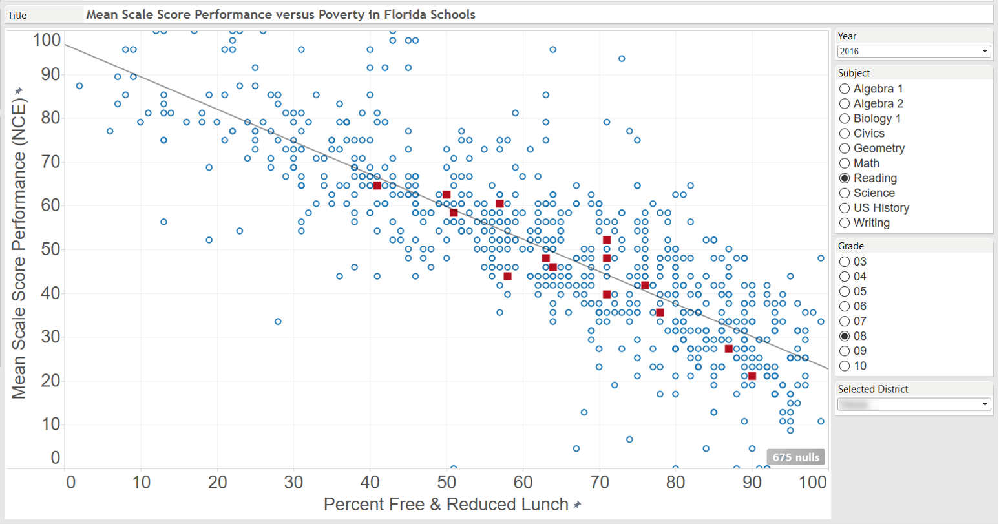 Title
Mean Scale Score Performance versus Poverty in Florida Schools
Mean Scale Score Performance (NCE)
100
90
80
70
60
50
40
30
20
10
0
0 10 20 30 40 50 60 70 80 90 100
Percent Free & Reduced Lunch
675 nulls
Year
2016
Subject
Algebra 1
Algebra 2
Biology 1
Civics
Geometry
Math
Reading
Science
US History
Writing
Grade
03
04
05
06
07
08
09
10
Selected District